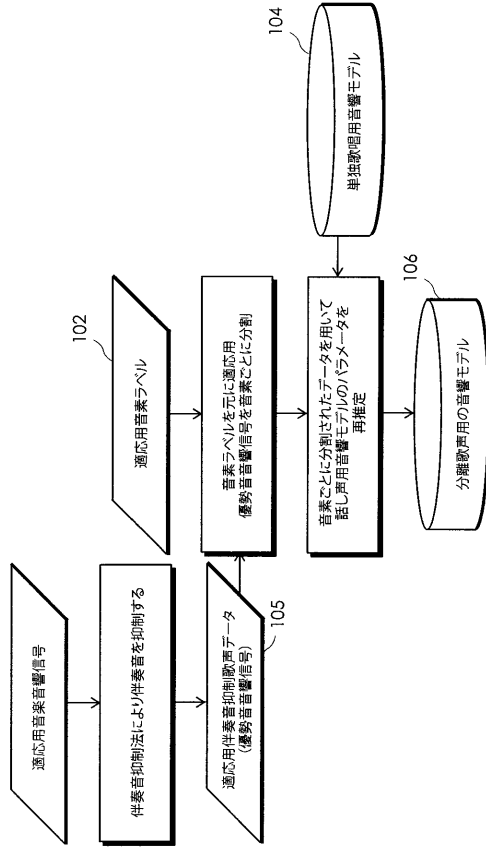 適応用音楽音響信号
伴奏音抑制法により伴奏音を抑制する
適応用伴奏音抑制歌声データ
(優勢音音響信号)
105
102
適応用音素ラベル
音素ラベルを元に適応用
優勢音音響信号を音素ごとに分割
音素ごとに分割されたデータを用いて
話し声用音響モデルのパラメータを
再推定
104
単独歌唱用音響モデル
106
分離歌声用の音響モデル